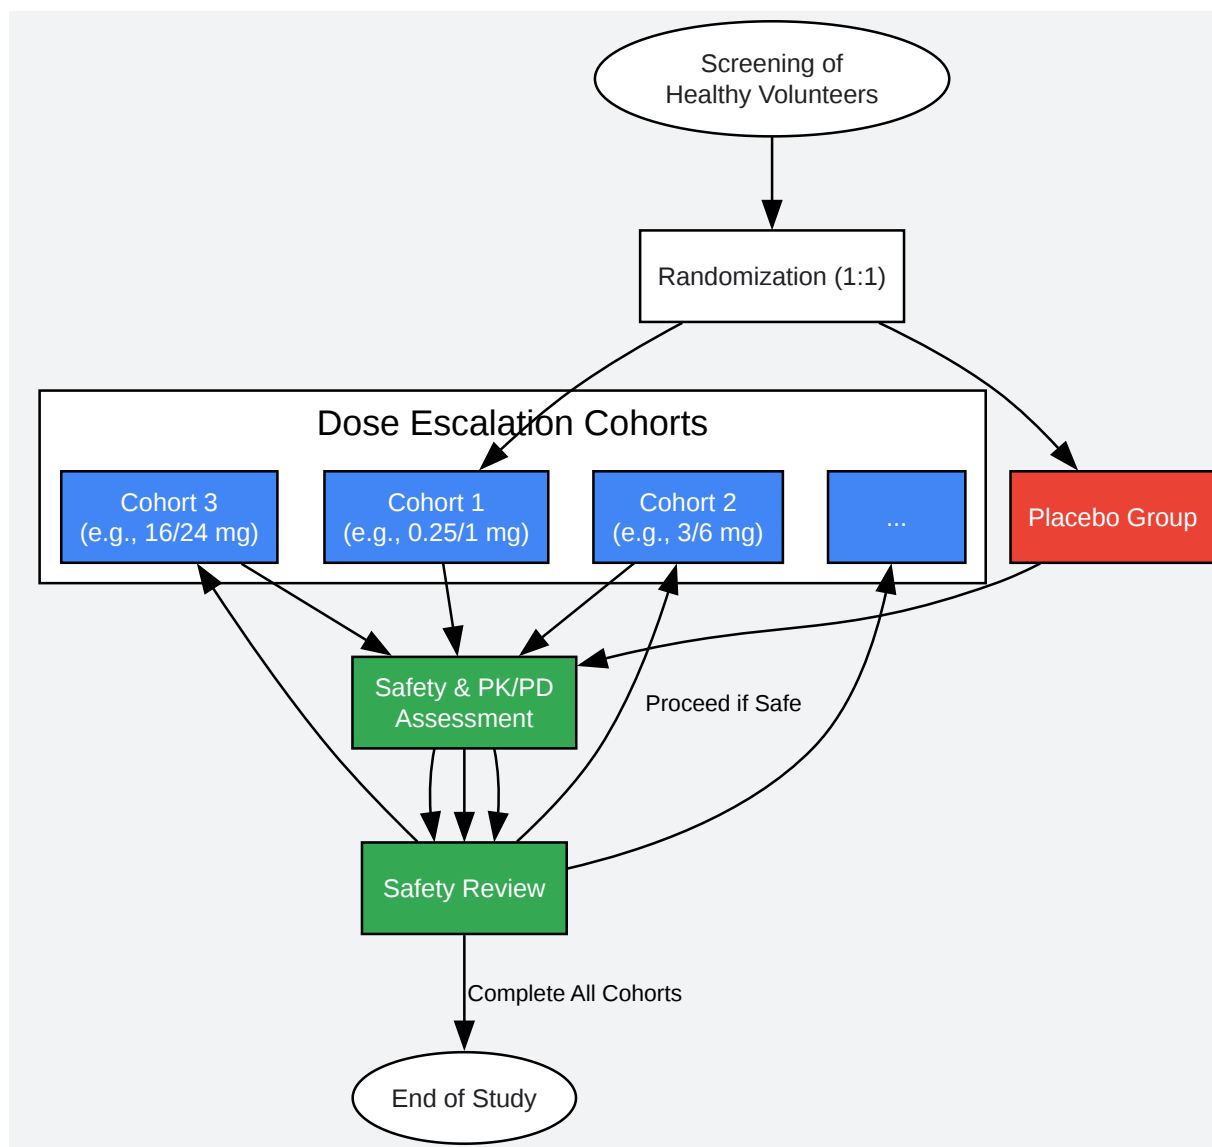 Screening of
Healthy Volunteers
Randomization (1:1)
Dose Escalation Cohorts
Cohort 3
(e.g., 16/24 mg)
Cohort 1
(e.g., 0.25/1 mg)
Cohort 2
(e.g., 3/6 mg)
...
Placebo Group
Safety & PK/PD
Assessment
Proceed if Safe
Safety Review
Complete All Cohorts
End of Study